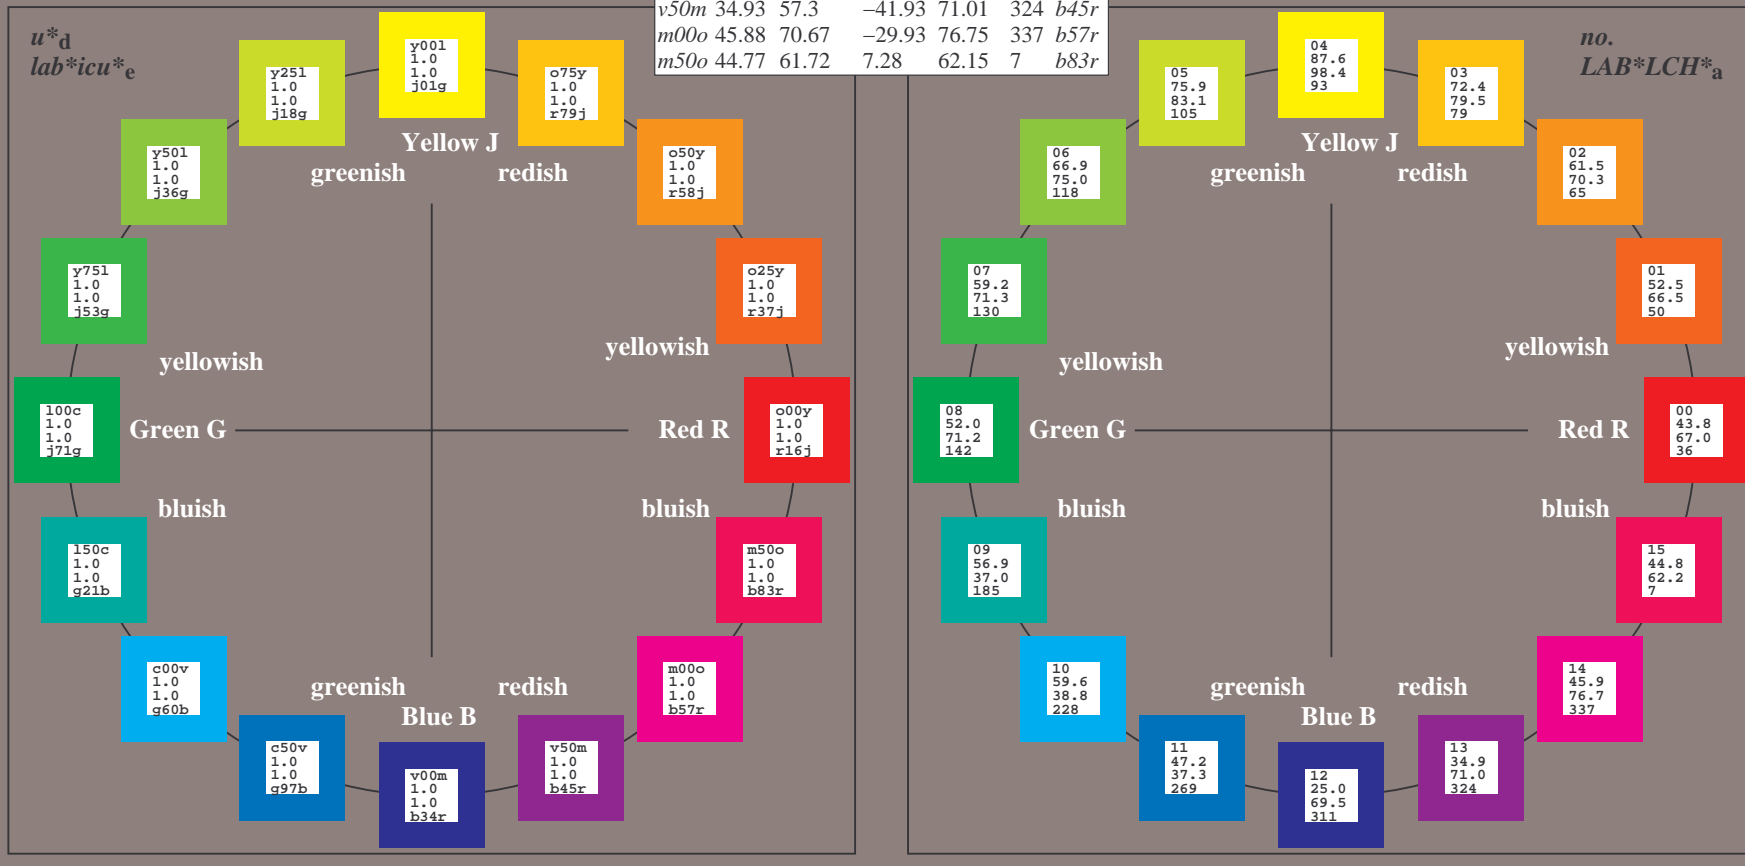 v50m 34.93 57.3 −41.93 71.01 324 b45r
m00o 45.88 70.67 −29.93 76.75 337 b57r
m50o 44.77 61.72 7.28 62.15 7 b83r
u*d
lab*icu*e
y00l
1.0
1.0
j01g
y25l
1.0
1.0
j18g
o75y
1.0
1.0
r79j
Yellow J
greenish redish
y50l
1.0
1.0
j36g
o50y
1.0
1.0
r58j
y75l
1.0
1.0
j53g
o25y
1.0
1.0
r37j
yellowish yellowish
l00c
1.0
1.0
j71g
Green G Red R
o00y
1.0
1.0
r16j
bluish bluish
l50c
1.0
1.0
g21b
m50o
1.0
1.0
b83r
c00v
1.0
1.0
g60b
m00o
1.0
1.0
b57r
greenish redish
Blue B
c50v
1.0
1.0
g97b
v00m
1.0
1.0
b34r
v50m
1.0
1.0
b45r
no.
LAB*LCH*a
04
87.6
98.4
93
05
75.9
83.1
105
03
72.4
79.5
79
Yellow J
greenish redish
06
66.9
75.0
118
02
61.5
70.3
65
07
59.2
71.3
130
01
52.5
66.5
50
yellowish yellowish
08
52.0
71.2
142
Green G Red R
00
43.8
67.0
36
bluish bluish
09
56.9
37.0
185
15
44.8
62.2
7
10
59.6
38.8
228
14
45.9
76.7
337
greenish redish
Blue B
11
47.2
37.3
269
12
25.0
69.5
311
13
34.9
71.0
324